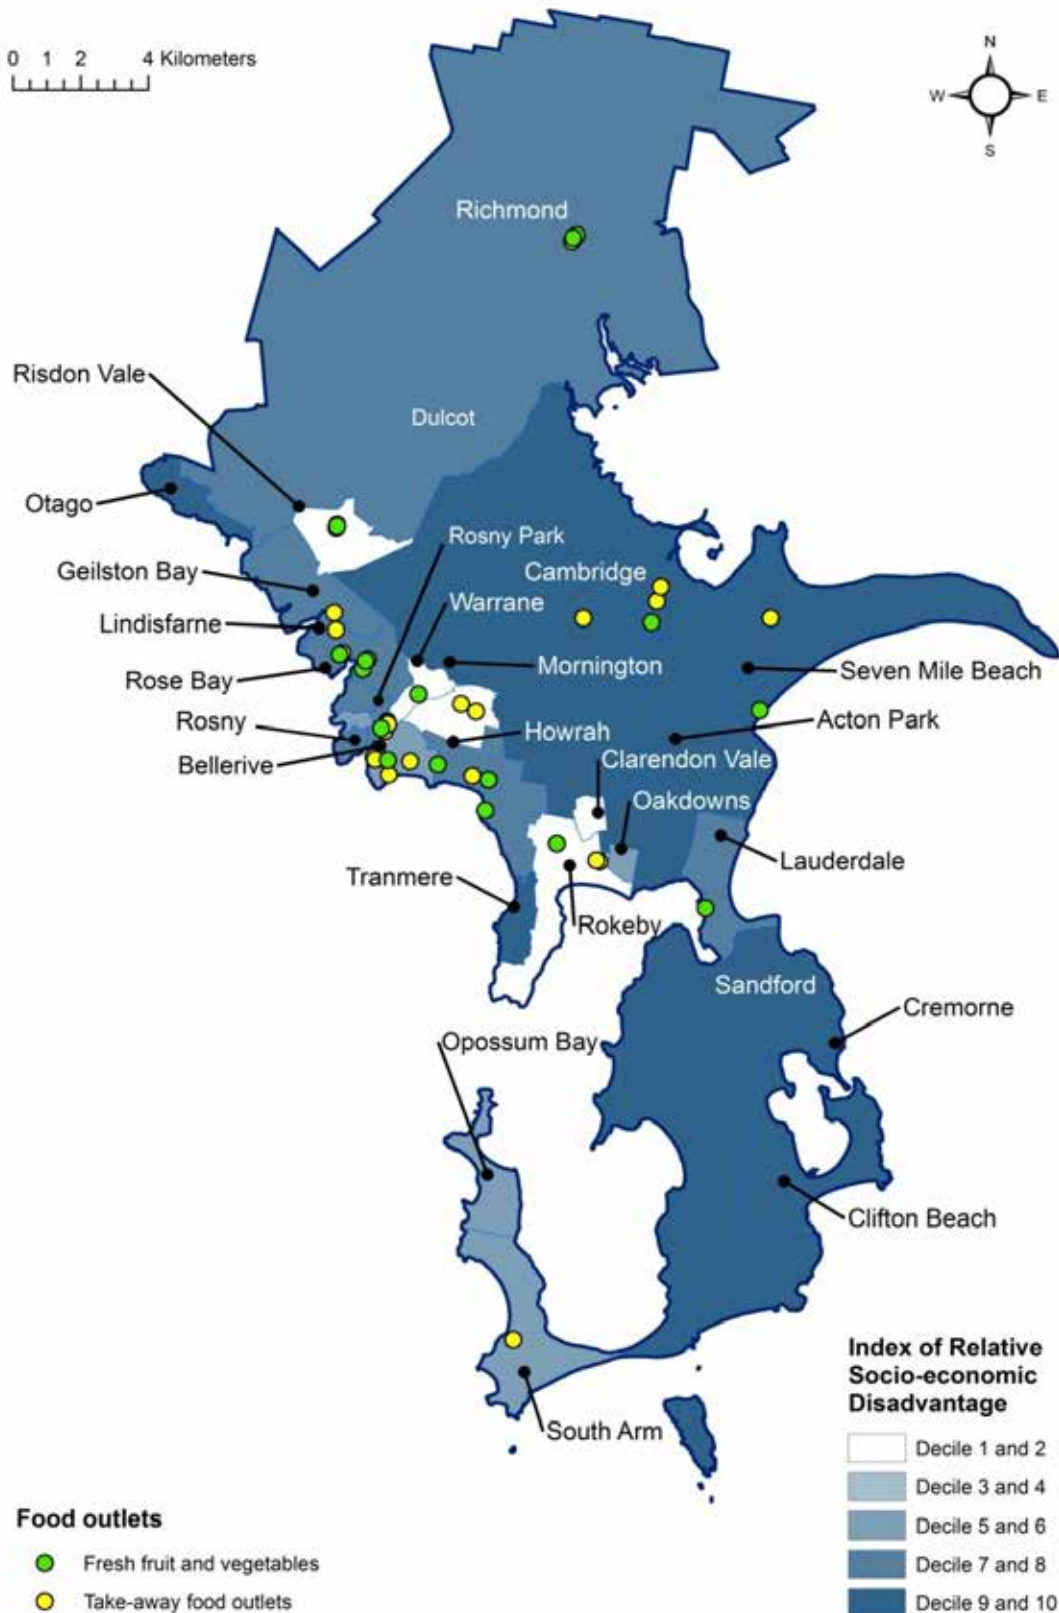 0 1 2 4 Kilometers
N
W E
S
Richmond
Risdon Vale
Dulcot
Otago
Rosny Park
Geilston Bay
Cambridge
Warrane
Lindisfarne
Mornington
Seven Mile Beach
Rose Bay
Acton Park
Rosny
Howrah
Bellerive
Clarendon Vale
Oakdowns
Lauderdale
Tranmere
Rokeby
Sandford
Cremorne
Opossum Bay
Clifton Beach
South Arm
Index of Relative
Socio-economic
Disadvantage
Decile 1 and 2
Decile 3 and 4
Decile 5 and 6
Decile 7 and 8
Decile 9 and 10
Food outlets
Fresh fruit and vegetables
Take-away food outlets